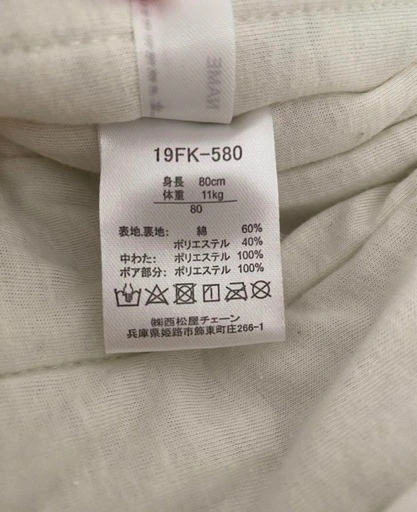 NAME
19FK-580
身長 80cm
体重 11kg
80
表地.裏地: 綿 60%
ポリエステル 40%
中わた: ポリエステル 100%
ボア部分: ポリエステル 100%
㈱西松屋チェーン
兵庫県姫路市飾東町庄266-1